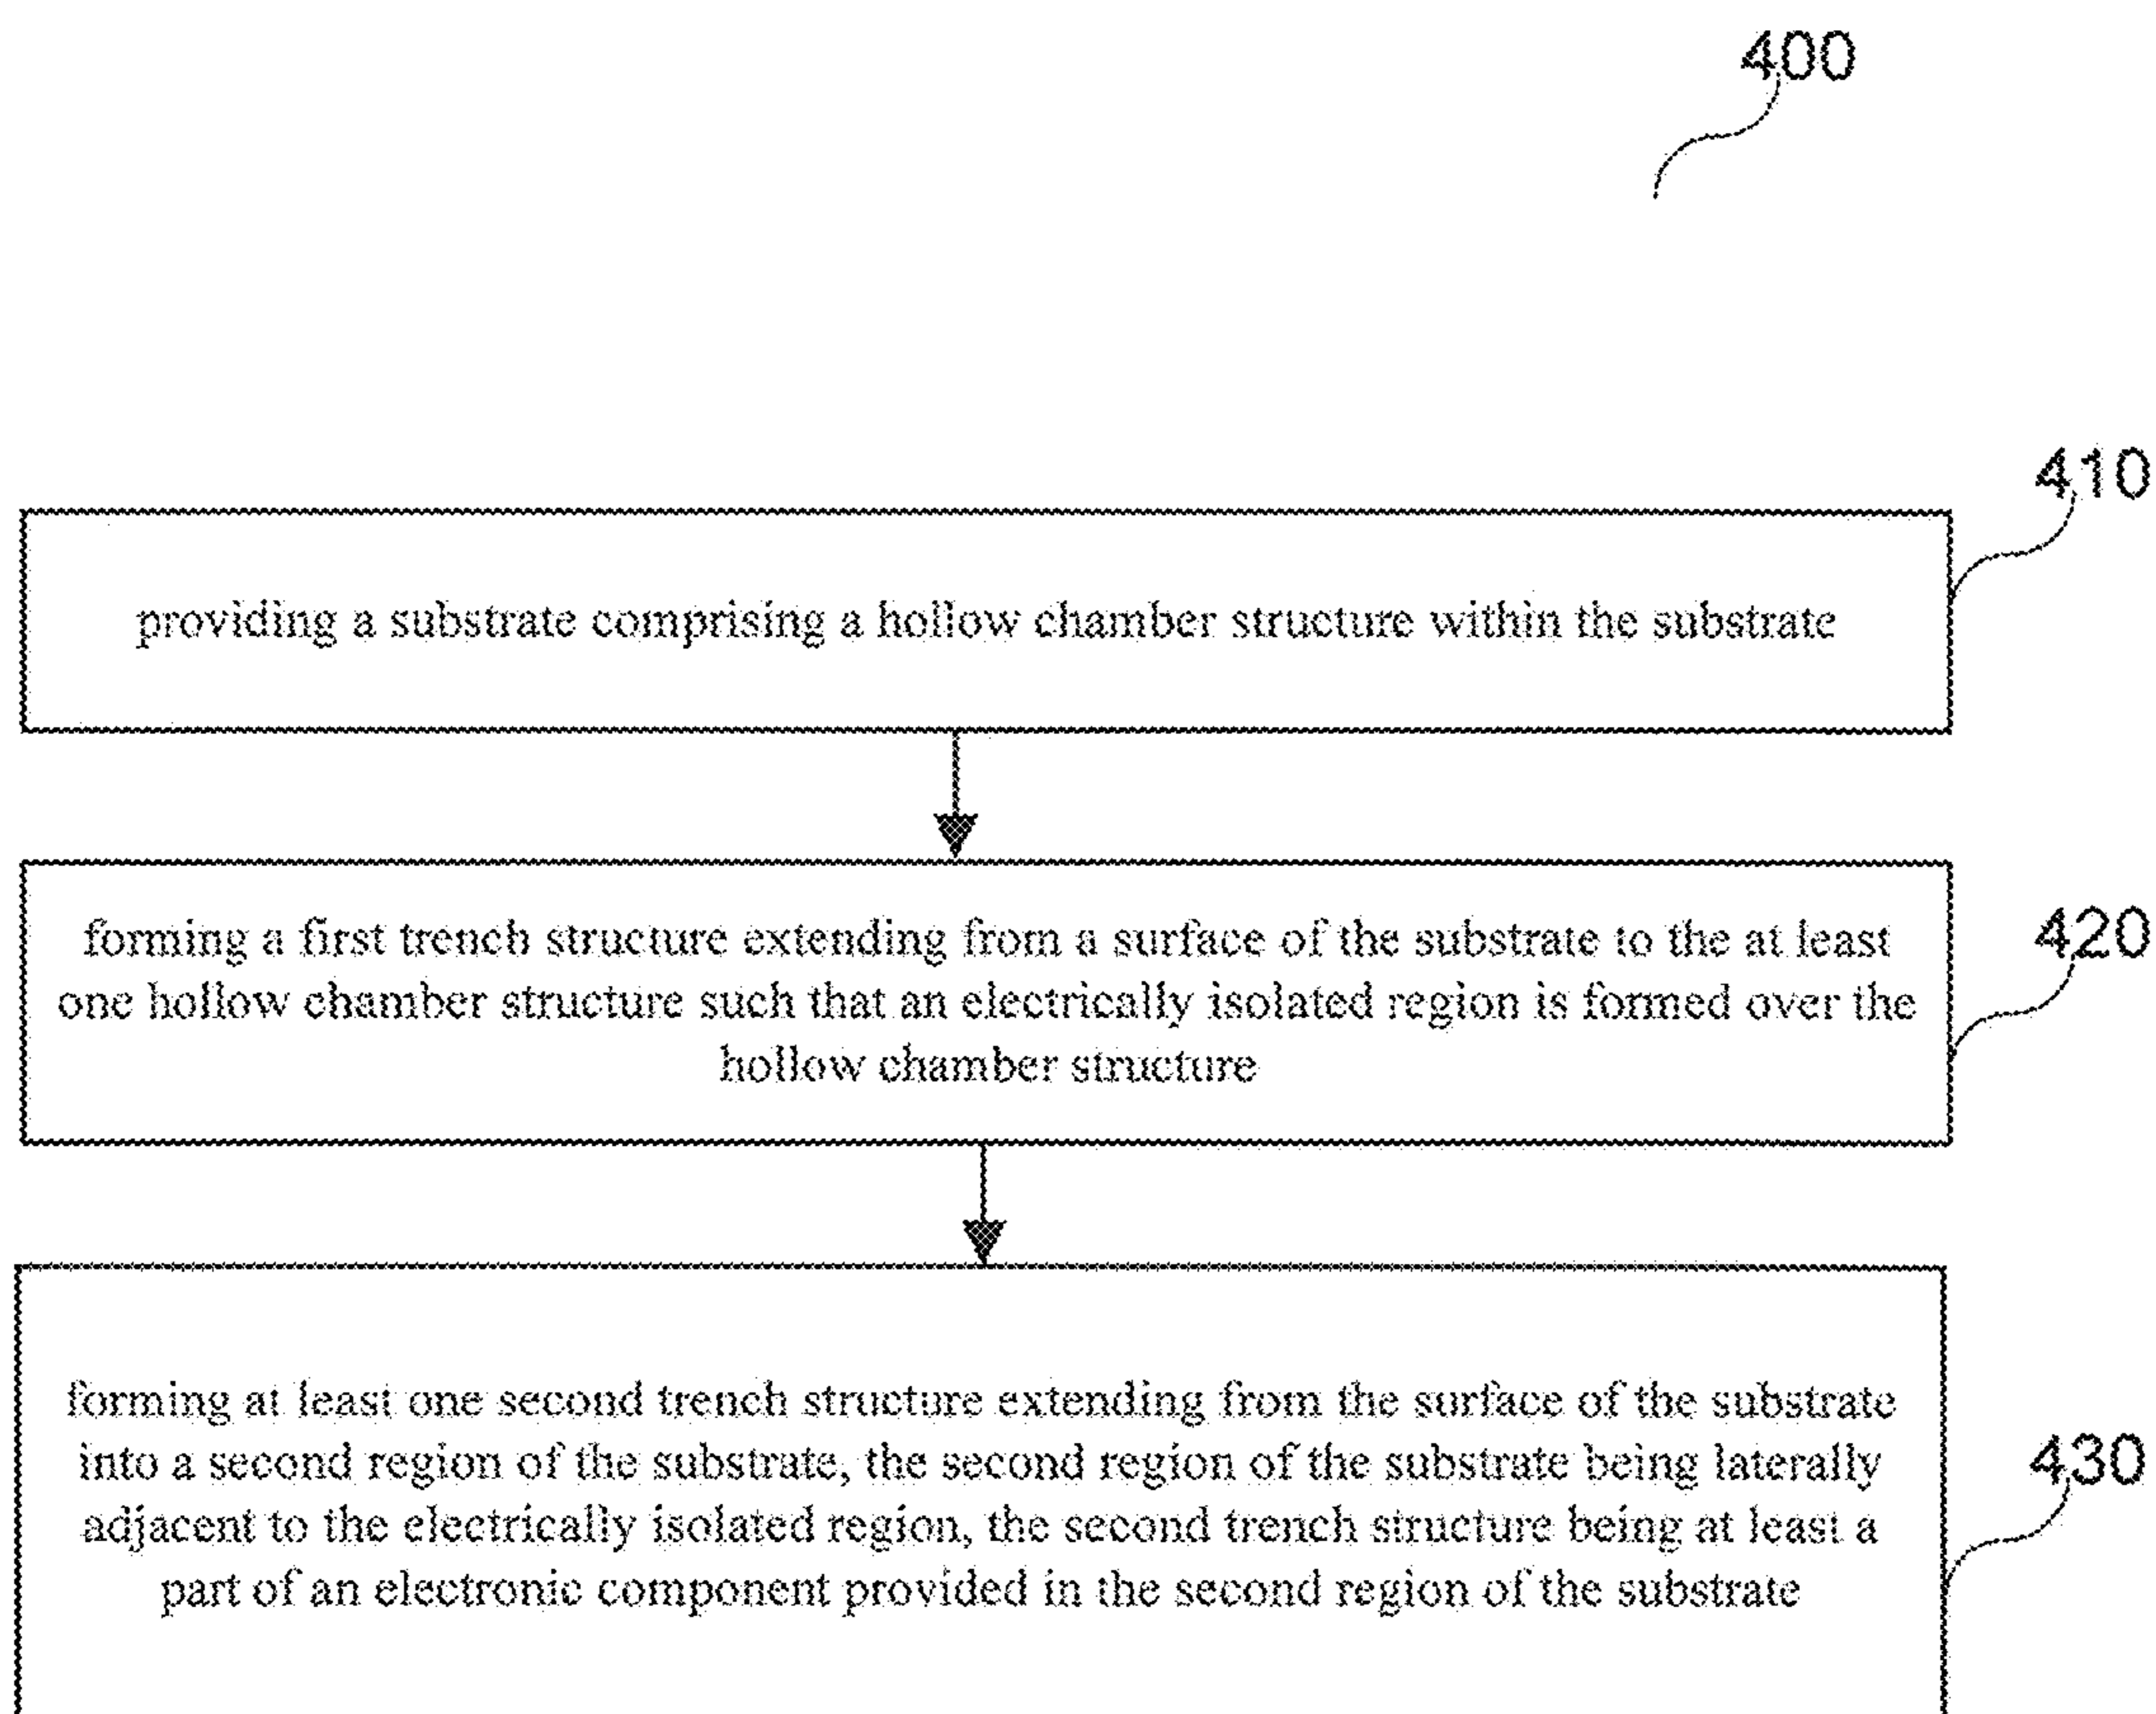 400
410
providing a substrate comprising a hollow chamber structure within the substrate
420
forming a first trench structure extending from a surface of the substrate to the at least
one hollow chamber structure such that an electrically isolated region is formed over the
hollow chamber structure
430
forming at least one second trench structure extending from the surface of the substrate
into a second region of the substrate, the second region of the substrate being laterally
adjacent to the electrically isolated region, the second trench structure being at least a
part of an electronic component provided in the second region of the substrate